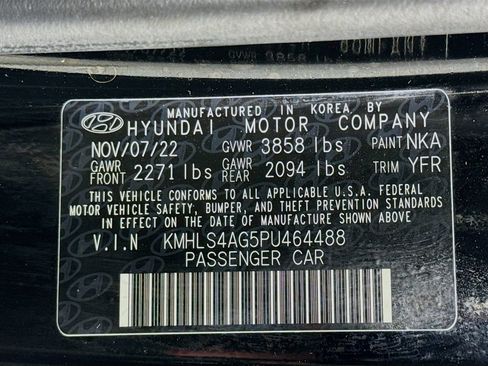 MANUFACTURED IN KOREA BY
HYUNDAI MOTOR COMPANY
NOV/07/22 GVWR 3858 lbs PAINT NKA
GAWR FRONT 2271 lbs GAWR REAR 2094 lbs TRIM YFR
THIS VEHICLE CONFORMS TO ALL APPLICABLE U.S.A. FEDERAL
MOTOR VEHICLE SAFETY, BUMPER, AND THEFT PREVENTION STANDARDS
IN EFFECT ON THE DATE OF MANUFACTURE SHOWN ABOVE.
V.I.N KMHLS4AG5PU464488
PASSENGER CAR